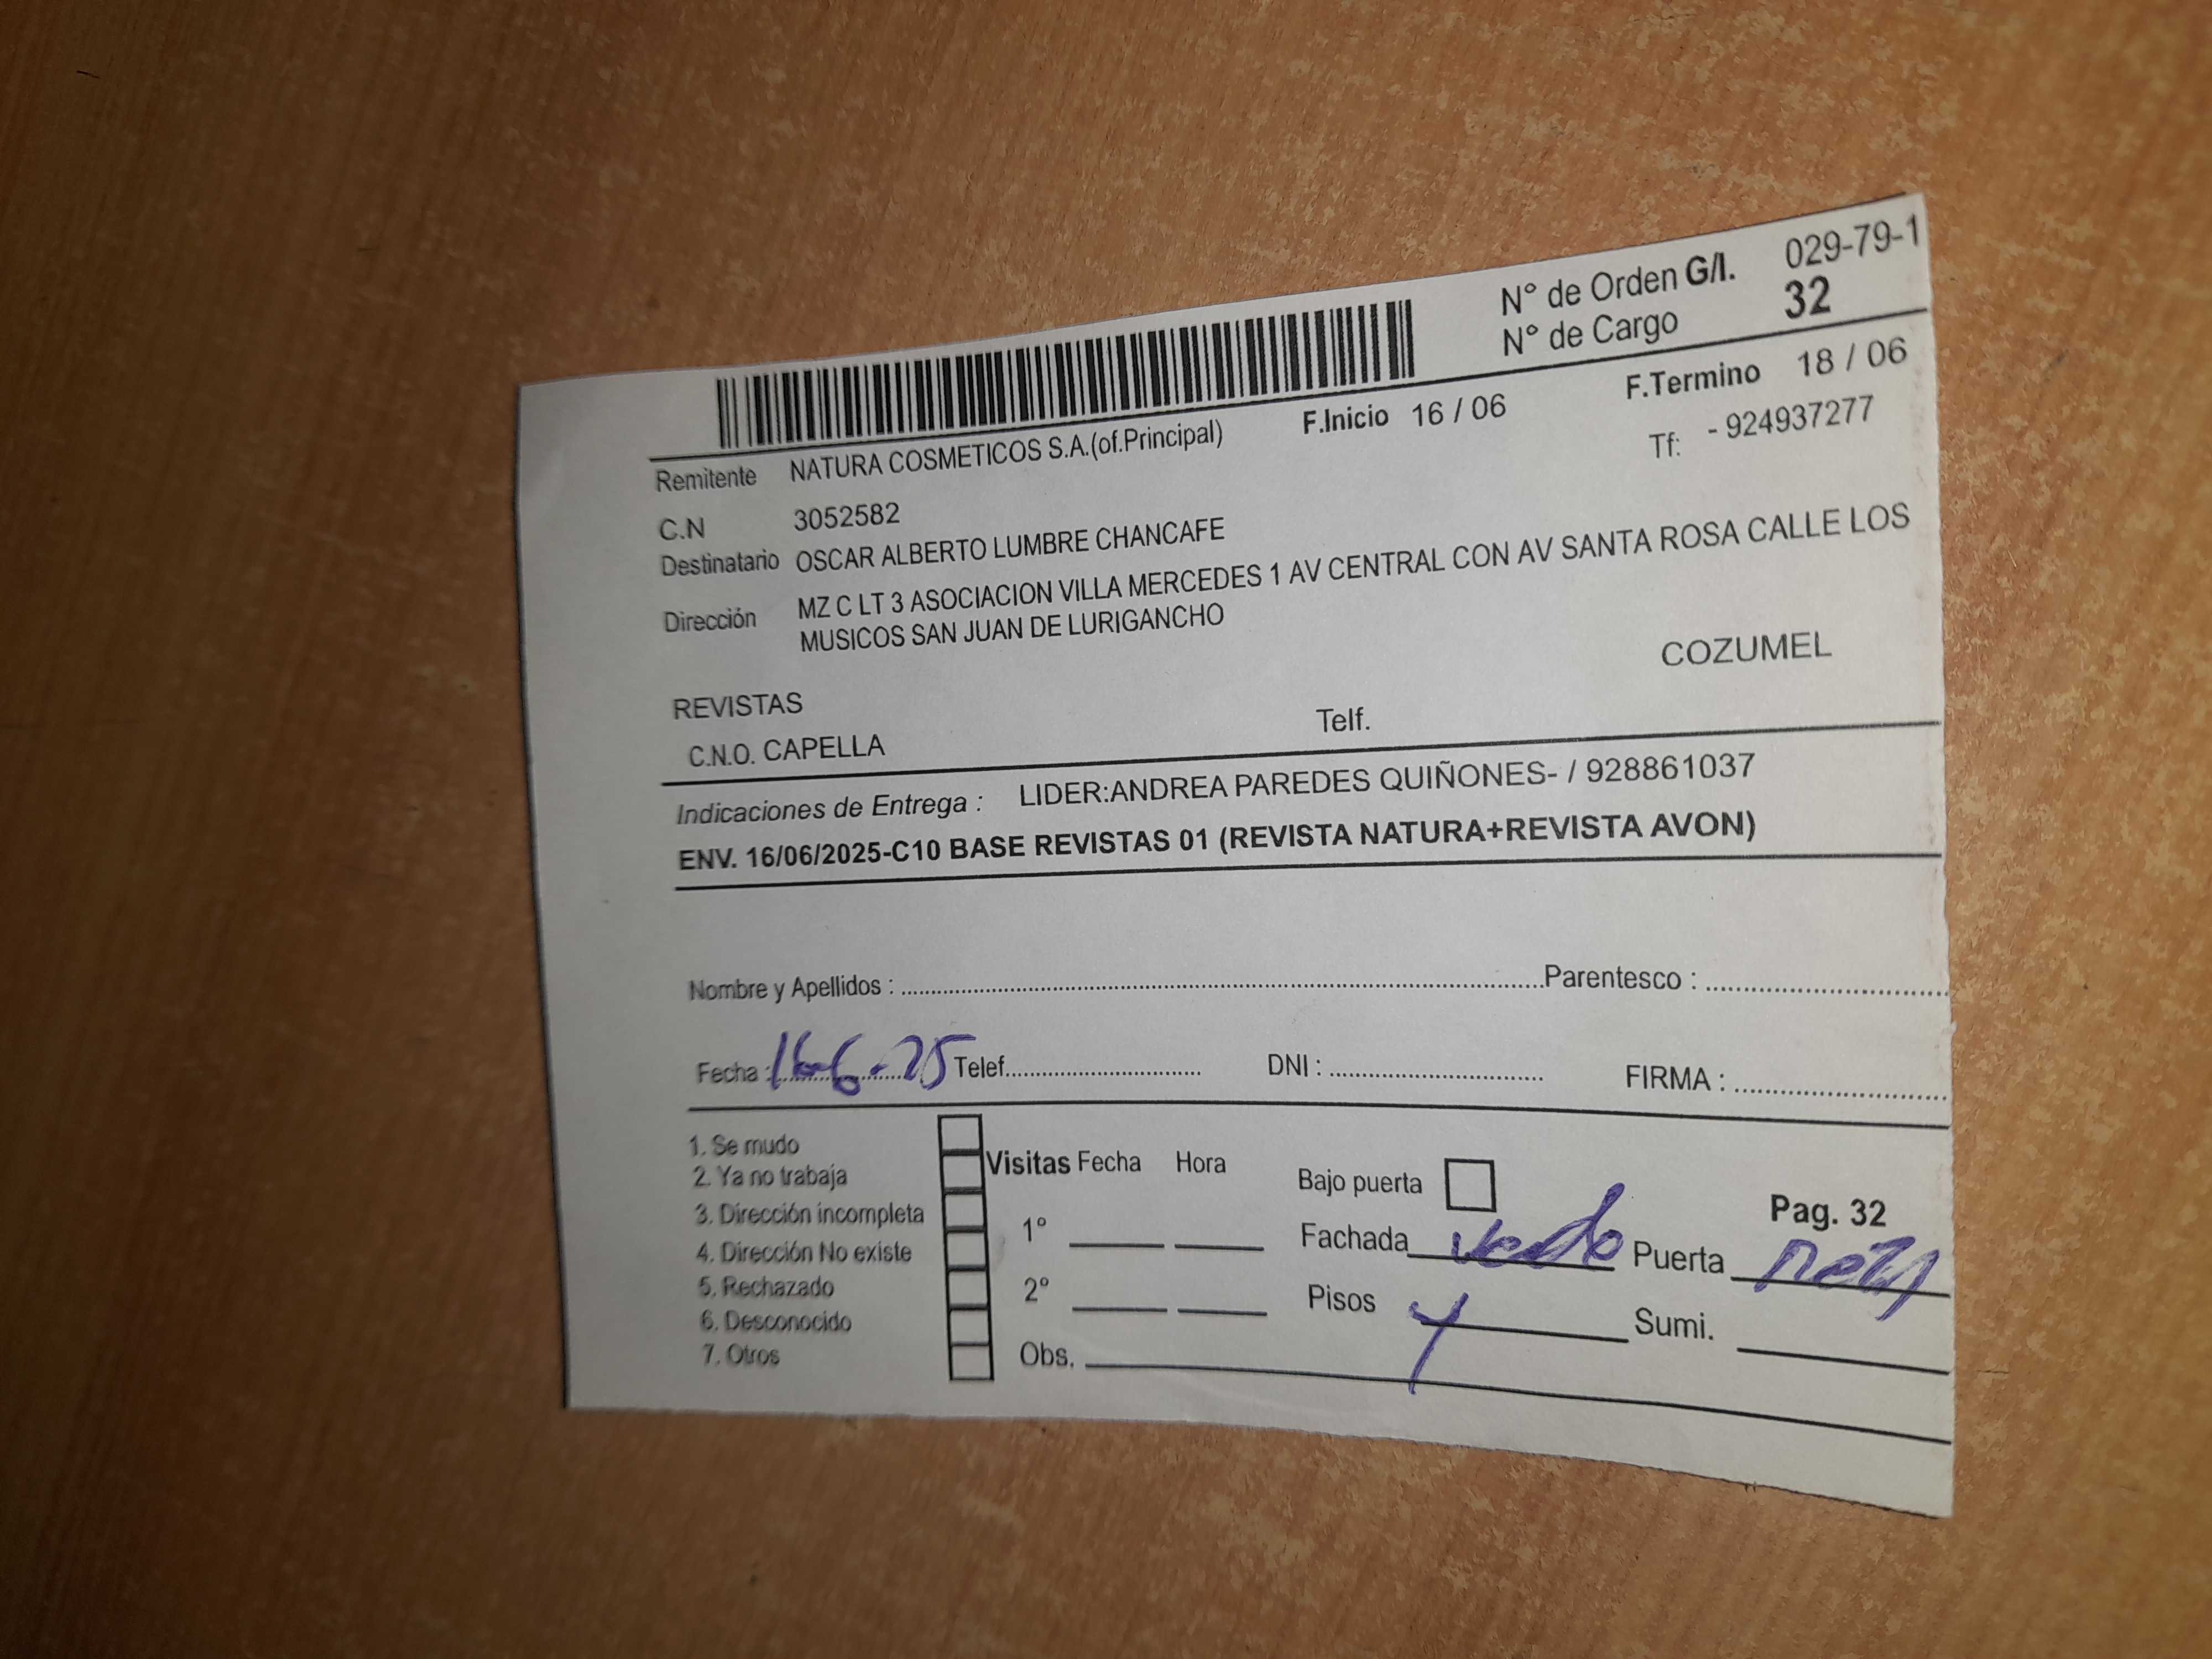 N° de Orden G/I. 029-79-1
N° de Cargo 32
F.Inicio 16 / 06 F.Termino 18 / 06
Remitente NATURA COSMETICOS S.A.(of.Principal) Tf: - 924937277
C.N 3052582
Destinatario OSCAR ALBERTO LUMBRE CHANCAFE
Dirección MZ C LT 3 ASOCIACION VILLA MERCEDES 1 AV CENTRAL CON AV SANTA ROSA CALLE LOS
MUSICOS SAN JUAN DE LURIGANCHO
COZUMEL
REVISTAS
C.N.O. CAPELLA Telf.
Indicaciones de Entrega : LIDER:ANDREA PAREDES QUIÑONES- / 928861037
ENV. 16/06/2025-C10 BASE REVISTAS 01 (REVISTA NATURA+REVISTA AVON)
Nombre y Apellidos : Parentesco :
Fecha : 16-6-25 Telef. DNI : FIRMA :
1. Se mudo
2. Ya no trabaja Visitas Fecha Hora Bajo puerta Pag. 32
3. Dirección incompleta 1° Fachada Puerta
4. Dirección No existe
5. Rechazado 2° Pisos Sumi.
6. Desconocido
7. Otros Obs.